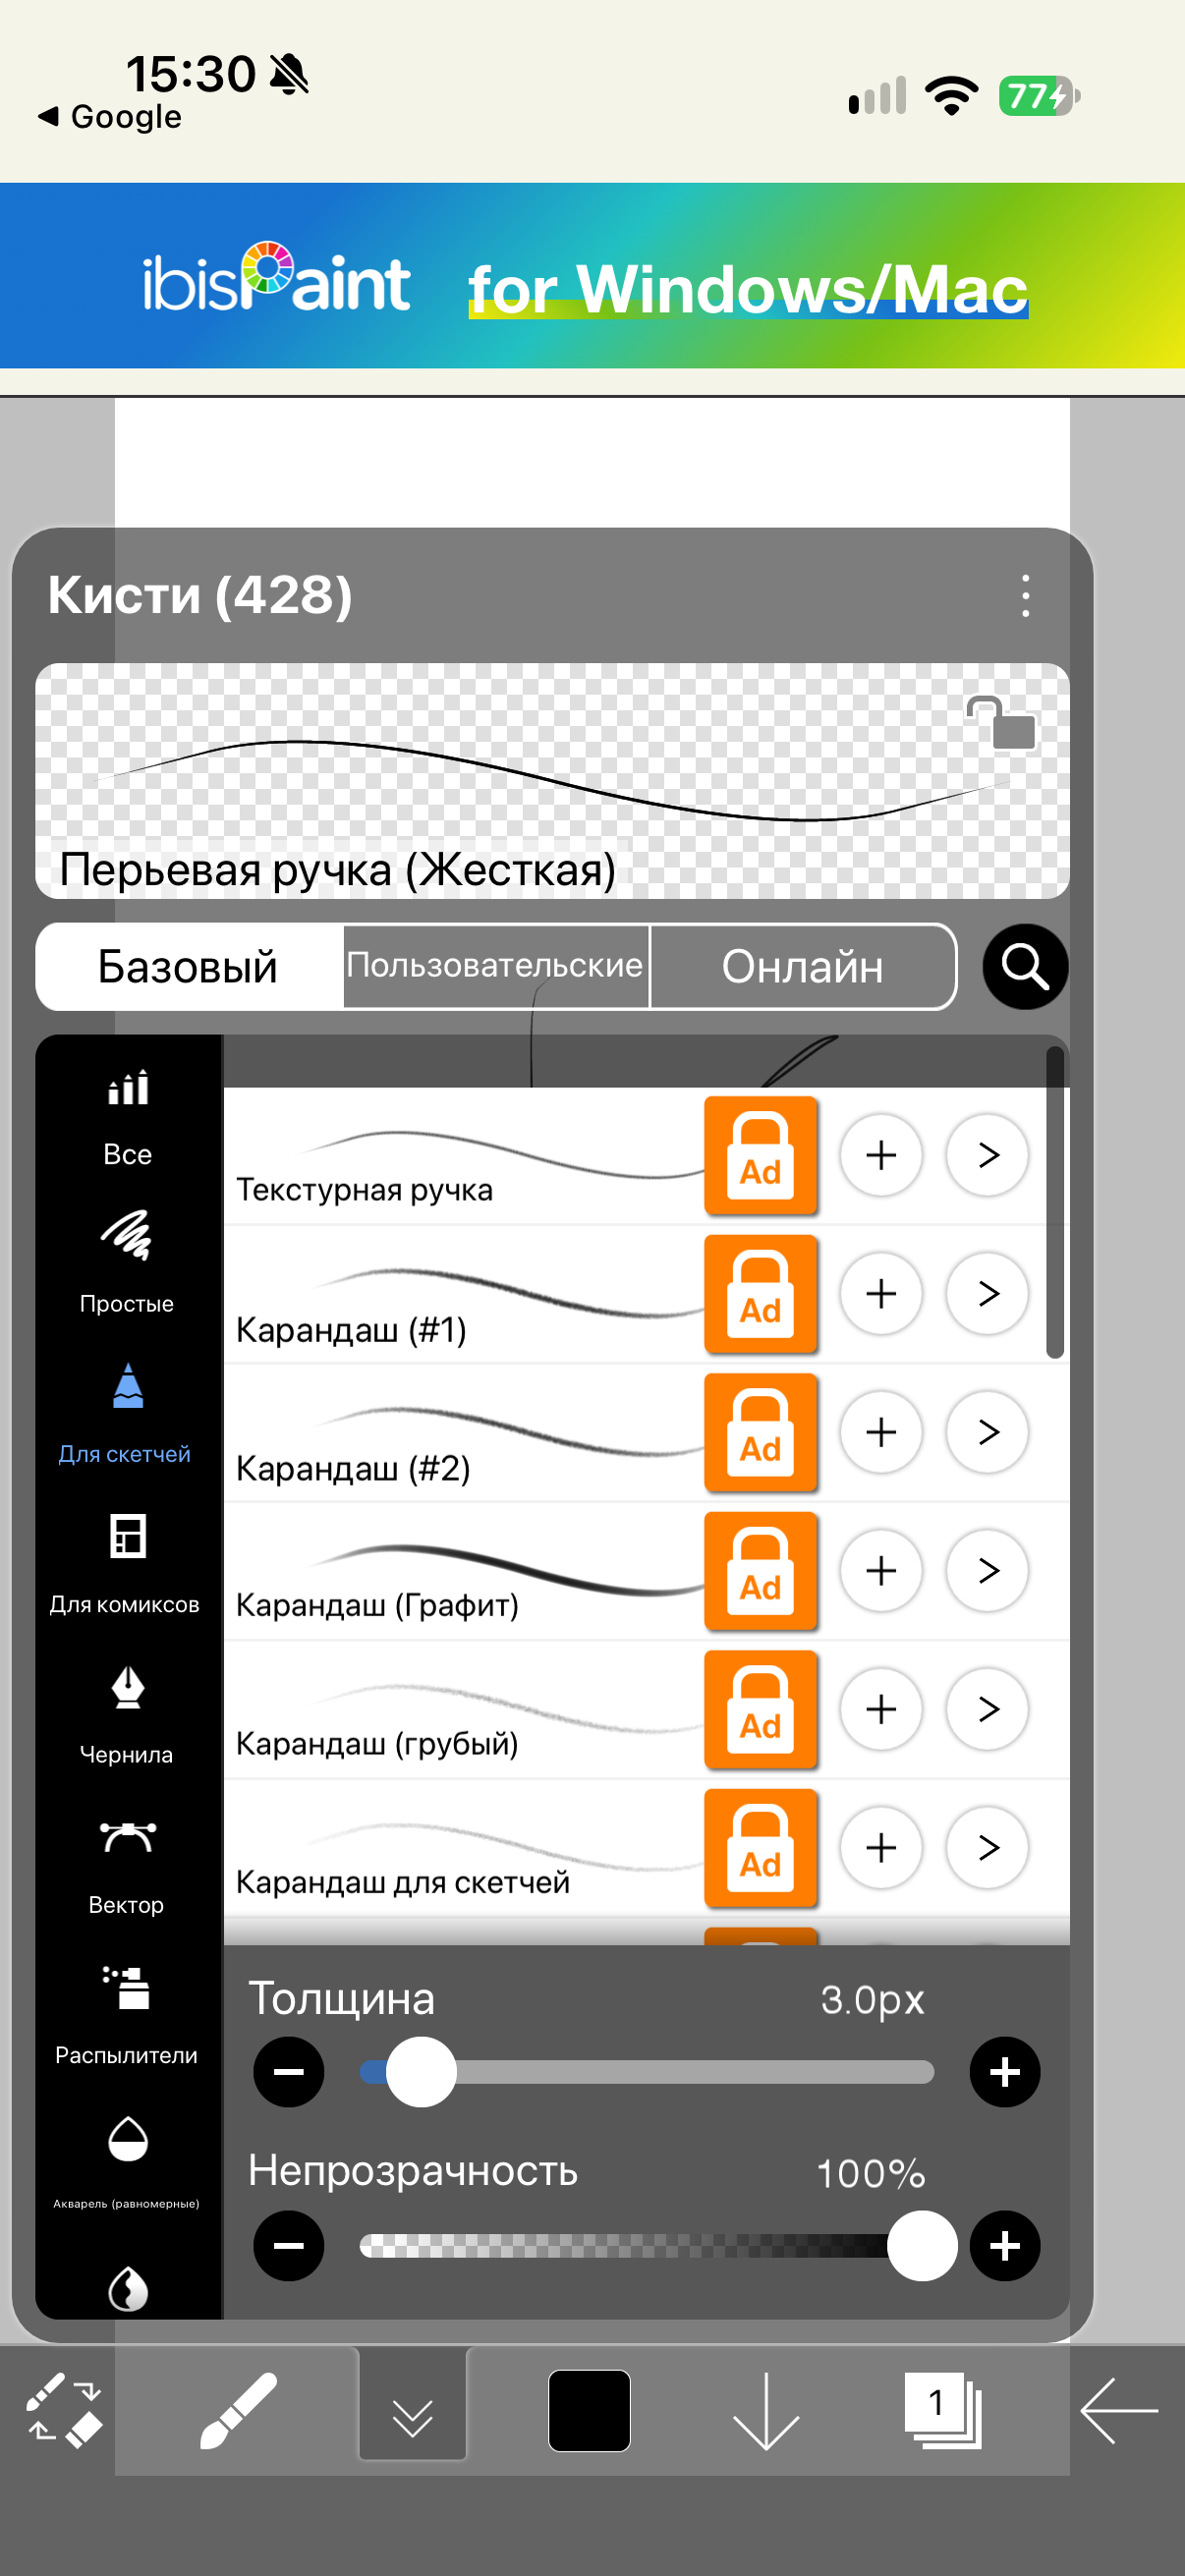 15:30
Google
77
ibisPaint for Windows/Mac
Кисти (428)
Перьевая ручка (Жесткая)
Базовый
Пользовательские
Онлайн
Все
Простые
Для скетчей
Для комиксов
Чернила
Вектор
Распылители
Акварель (равномерные)
Текстурная ручка
Ad
Карандаш (#1)
Ad
Карандаш (#2)
Ad
Карандаш (Графит)
Ad
Карандаш (грубый)
Ad
Карандаш для скетчей
Ad
Толщина
3.0px
Непрозрачность
100%
1